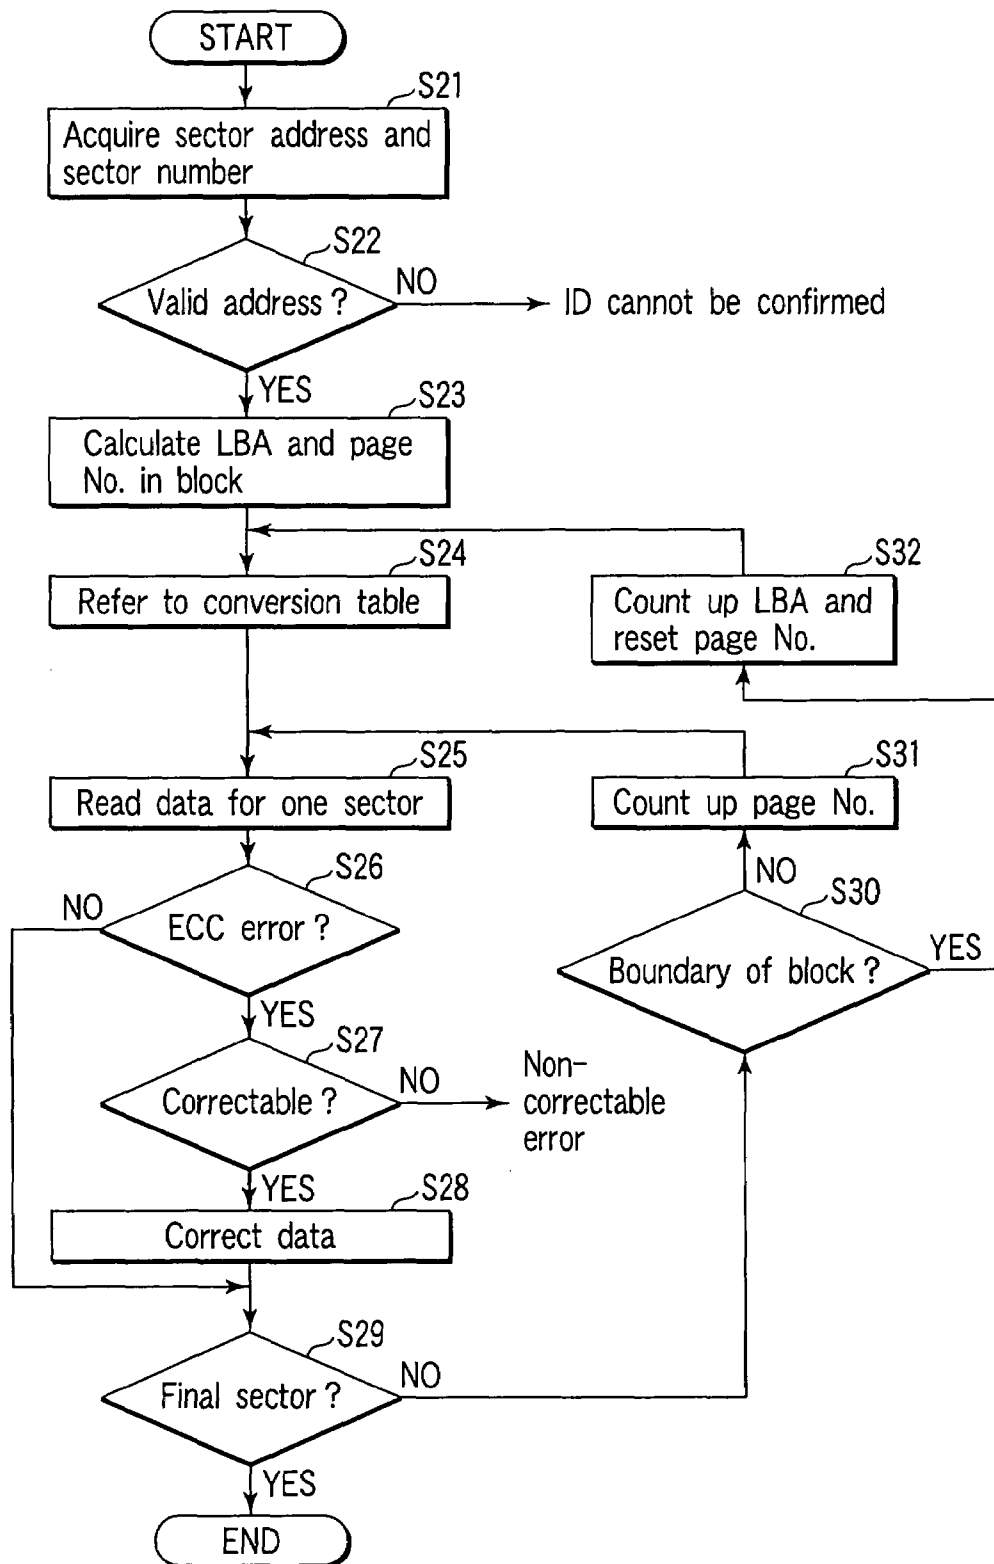 START
S21
Acquire sector address and
sector number
S22
Valid address ?
NO
ID cannot be confirmed
YES
S23
Calculate LBA and page
No. in block
S24
Refer to conversion table
S32
Count up LBA and
reset page No.
S25
Read data for one sector
S31
Count up page No.
S26
NO
ECC error ?
YES
NO
S30
Boundary of block ?
YES
S27
Correctable ?
NO
Non-
correctable
error
YES
S28
Correct data
S29
Final sector ?
NO
YES
END